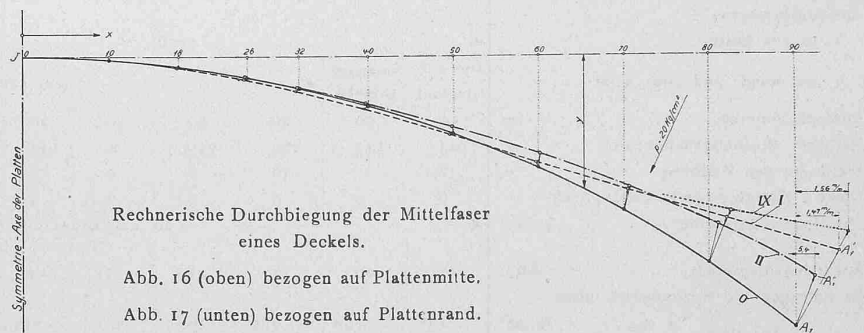 x
J 0 10 18 26 32 40 50 60 70 80 90
y
p = 20 Kg/cm²
1,56 m/m
1,47 m/m
IX I
5,4
II
A₁'
A₁'
0
A₁
Symmetrie-Axe der Platten
Rechnerische Durchbiegung der Mittelfaser
eines Deckels.
Abb. 16 (oben) bezogen auf Plattenmitte,
Abb. 17 (unten) bezogen auf Plattenrand.